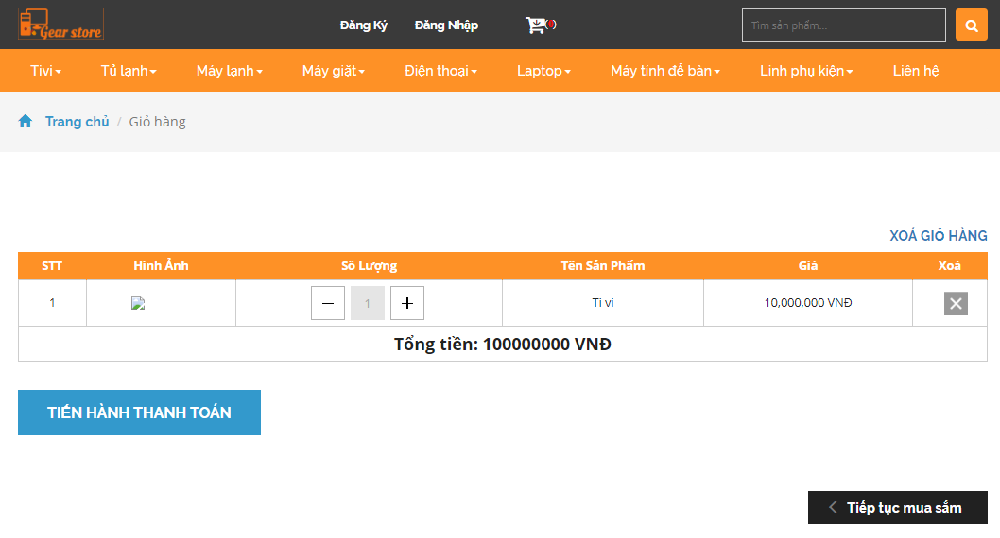 Gear store
Đăng Ký Đăng Nhập
Tìm sản phẩm...
Tivi Tủ lạnh Máy lạnh Máy giặt Điện thoại Laptop Máy tính để bàn Linh phụ kiện Liên hệ
Trang chủ / Giỏ hàng
XOÁ GIỎ HÀNG
STT Hình Ảnh Số Lượng Tên Sản Phẩm Giá Xoá
1 1 Ti vi 10,000,000 VNĐ
Tổng tiền: 100000000 VNĐ
TIẾN HÀNH THANH TOÁN
Tiếp tục mua sắm